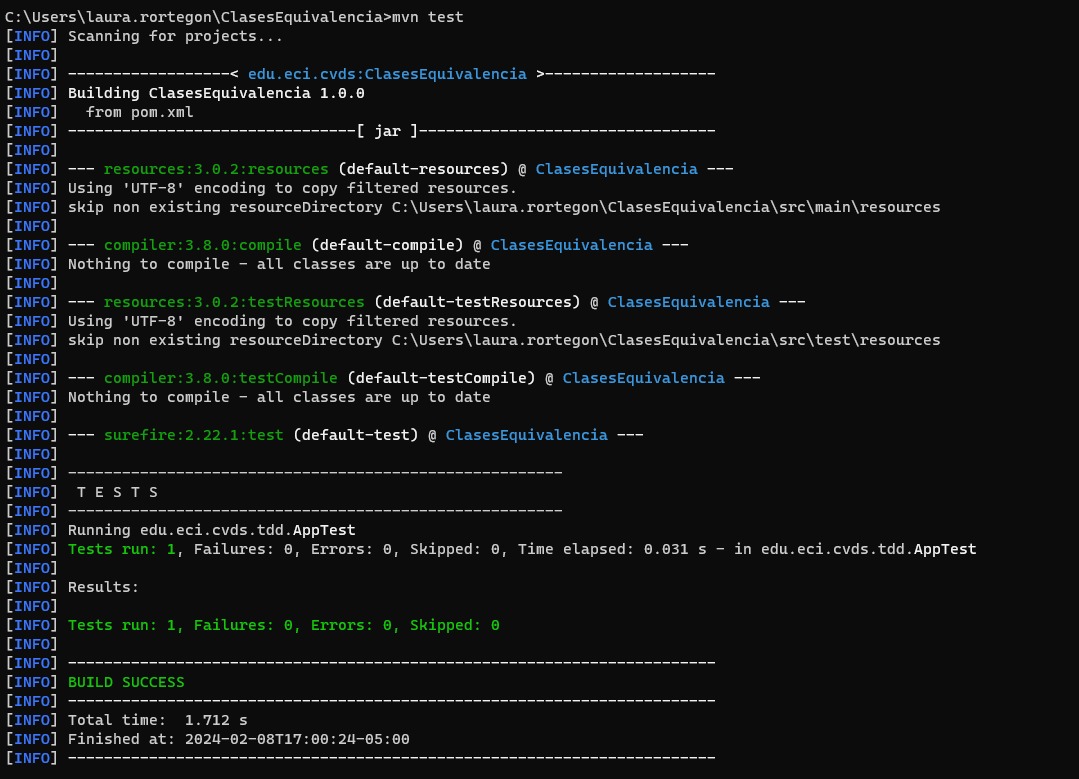 C:\Users\laura.rortegon\ClasesEquivalencia>mvn test
[INFO] Scanning for projects...
[INFO]
[INFO] ------------------< edu.eci.cvds:ClasesEquivalencia >-------------------
[INFO] Building ClasesEquivalencia 1.0.0
[INFO]   from pom.xml
[INFO] --------------------------------[ jar ]---------------------------------
[INFO]
[INFO] --- resources:3.0.2:resources (default-resources) @ ClasesEquivalencia ---
[INFO] Using 'UTF-8' encoding to copy filtered resources.
[INFO] skip non existing resourceDirectory C:\Users\laura.rortegon\ClasesEquivalencia\src\main\resources
[INFO]
[INFO] --- compiler:3.8.0:compile (default-compile) @ ClasesEquivalencia ---
[INFO] Nothing to compile - all classes are up to date
[INFO]
[INFO] --- resources:3.0.2:testResources (default-testResources) @ ClasesEquivalencia ---
[INFO] Using 'UTF-8' encoding to copy filtered resources.
[INFO] skip non existing resourceDirectory C:\Users\laura.rortegon\ClasesEquivalencia\src\test\resources
[INFO]
[INFO] --- compiler:3.8.0:testCompile (default-testCompile) @ ClasesEquivalencia ---
[INFO] Nothing to compile - all classes are up to date
[INFO]
[INFO] --- surefire:2.22.1:test (default-test) @ ClasesEquivalencia ---
[INFO]
[INFO] -------------------------------------------------------
[INFO]  T E S T S
[INFO] -------------------------------------------------------
[INFO] Running edu.eci.cvds.tdd.AppTest
[INFO] Tests run: 1, Failures: 0, Errors: 0, Skipped: 0, Time elapsed: 0.031 s - in edu.eci.cvds.tdd.AppTest
[INFO]
[INFO] Results:
[INFO]
[INFO] Tests run: 1, Failures: 0, Errors: 0, Skipped: 0
[INFO]
[INFO] ------------------------------------------------------------------------
[INFO] BUILD SUCCESS
[INFO] ------------------------------------------------------------------------
[INFO] Total time:  1.712 s
[INFO] Finished at: 2024-02-08T17:00:24-05:00
[INFO] ------------------------------------------------------------------------